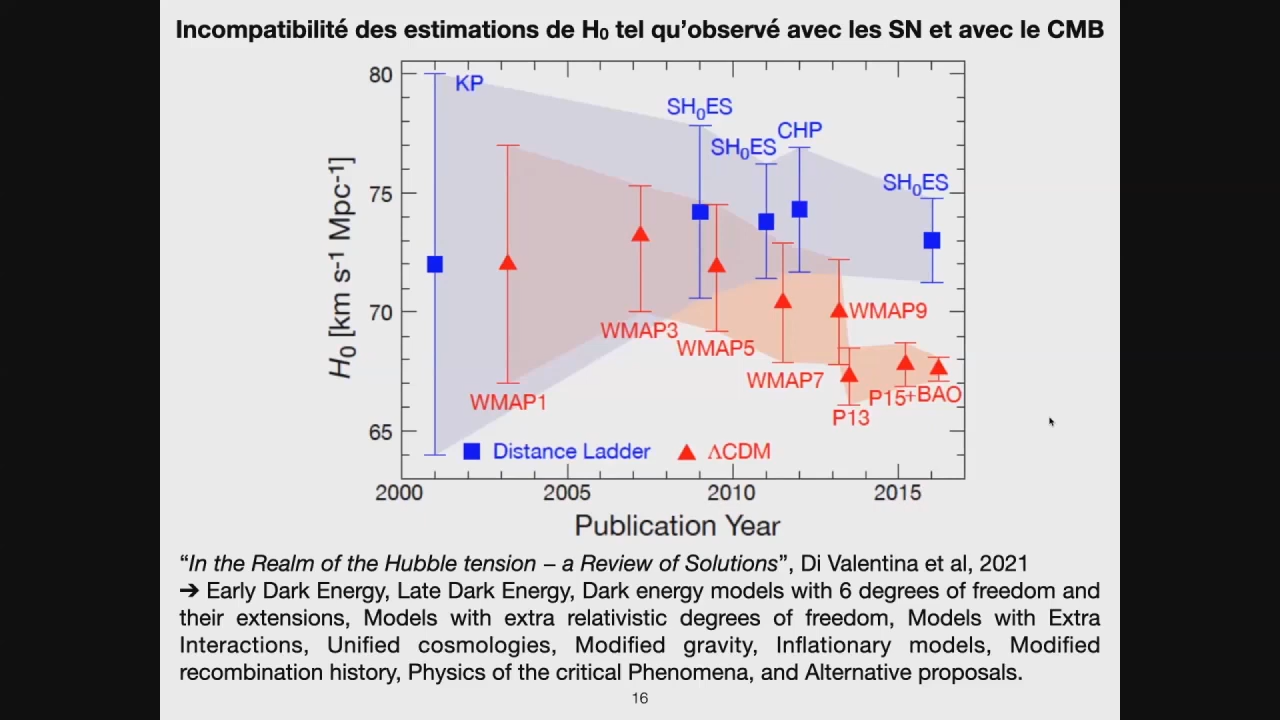 Incompatibilité des estimations de H₀ tel qu’observé avec les SN et avec le CMB
80
KP
SH₀ES
CHP
SH₀ES
75
SH₀ES
H₀ [km s⁻¹ Mpc⁻¹]
70
WMAP9
WMAP3
WMAP5
WMAP7
WMAP1
P15+BAO
P13
65
Distance Ladder
ΛCDM
2000 2005 2010 2015
Publication Year
“In the Realm of the Hubble tension – a Review of Solutions”, Di Valentina et al, 2021
➔ Early Dark Energy, Late Dark Energy, Dark energy models with 6 degrees of freedom and
their extensions, Models with extra relativistic degrees of freedom, Models with Extra
Interactions, Unified cosmologies, Modified gravity, Inflationary models, Modified
recombination history, Physics of the critical Phenomena, and Alternative proposals.
16